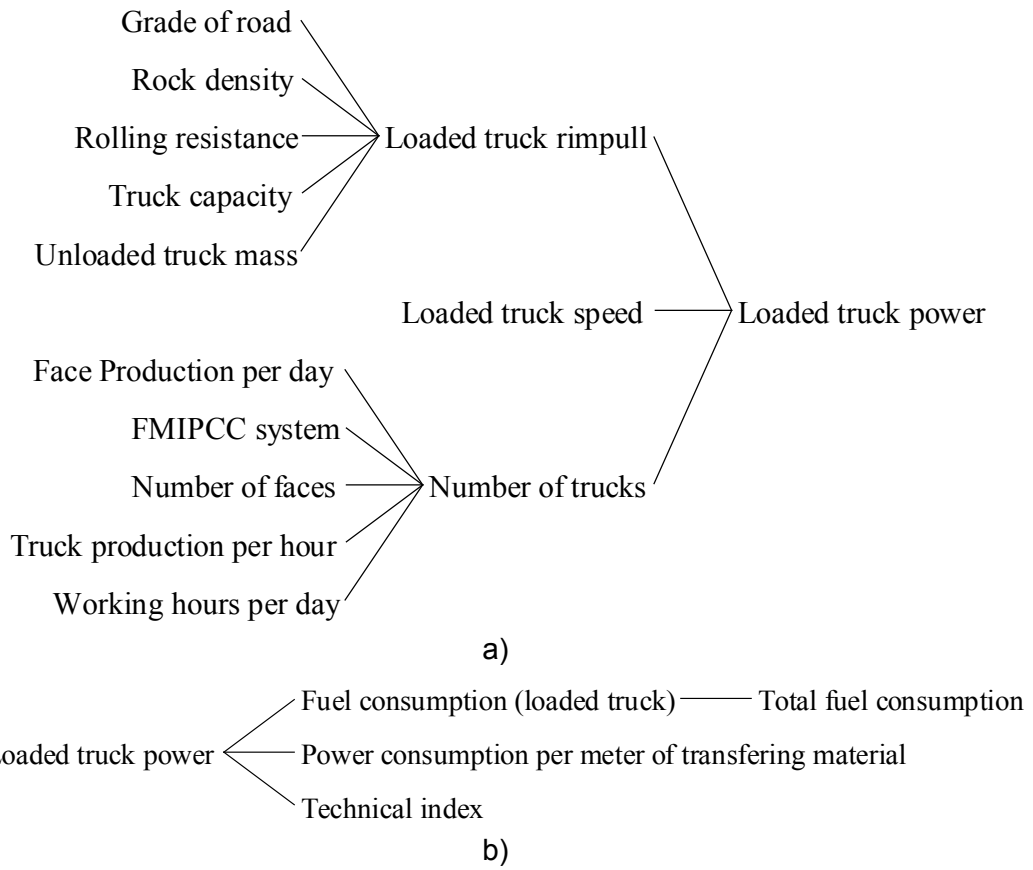 Grade of road
Rock density
Rolling resistance
Loaded truck rimpull
Truck capacity
Unloaded truck mass
Loaded truck speed
Loaded truck power
Face Production per day
FMIPCC system
Number of faces
Number of trucks
Truck production per hour
Working hours per day
a)
Fuel consumption (loaded truck)
Total fuel consumption
oaded truck power
Power consumption per meter of transfering material
Technical index
b)